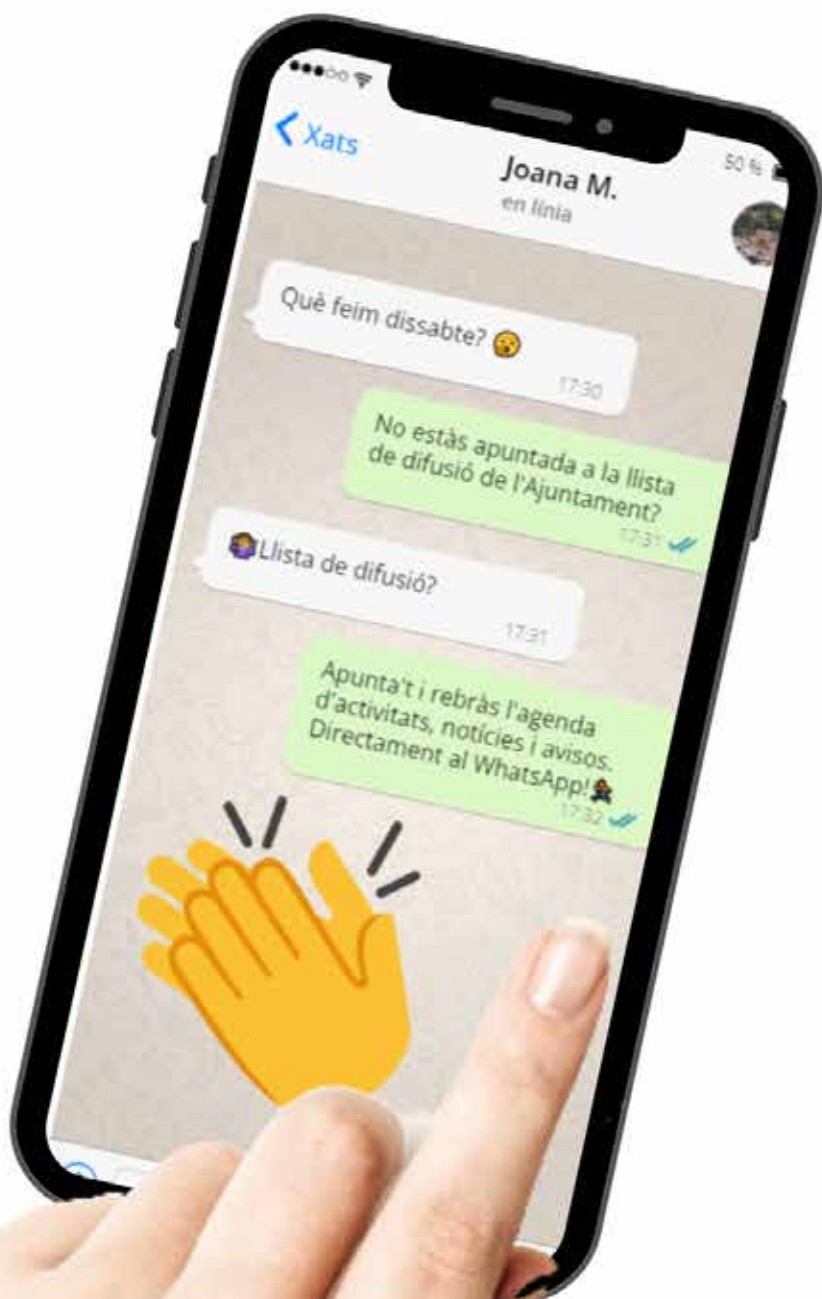 Xats
50 %
Joana M.
en línia
Què feim dissabte? 😮
17:30
No estàs apuntada a la llista
de difusió de l'Ajuntament?
17:31
🤷‍♀️Llista de difusió?
17:31
Apunta't i rebràs l'agenda
d'activitats, notícies i avisos.
Directament al WhatsApp!
17:32